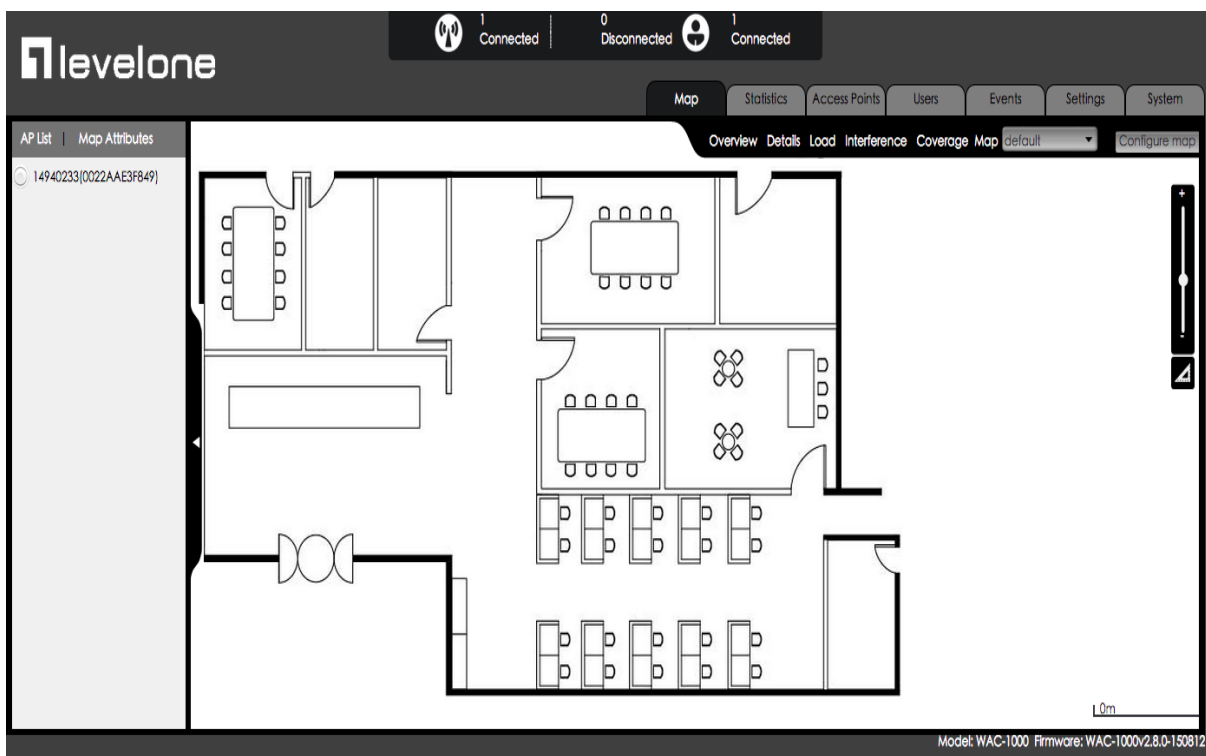 levelone
1 Connected
0 Disconnected
1 Connected
Map Statistics Access Points Users Events Settings System
AP List | Map Attributes
Overview Details Load Interference Coverage Map default Configure map
14940233(0022AAE3F849)
+
-
0m
Model: WAC-1000 Firmware: WAC-1000v2.8.0-150812